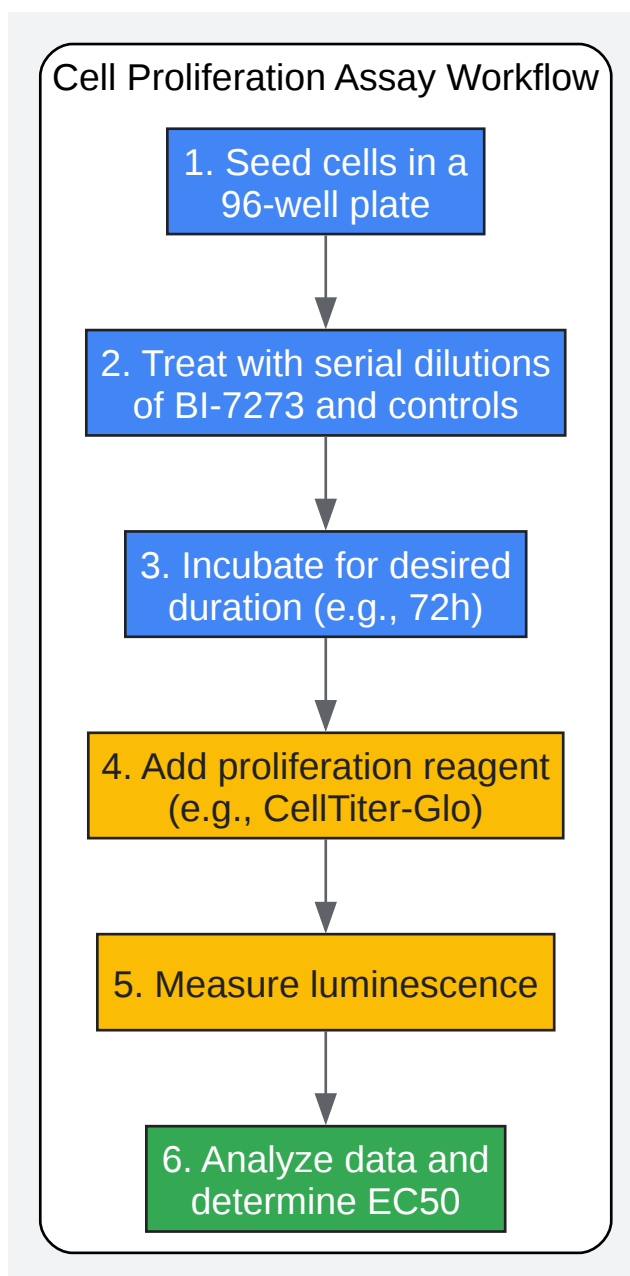 Cell Proliferation Assay Workflow
1. Seed cells in a
96-well plate
2. Treat with serial dilutions
of BI-7273 and controls
3. Incubate for desired
duration (e.g., 72h)
4. Add proliferation reagent
(e.g., CellTiter-Glo)
5. Measure luminescence
6. Analyze data and
determine EC50